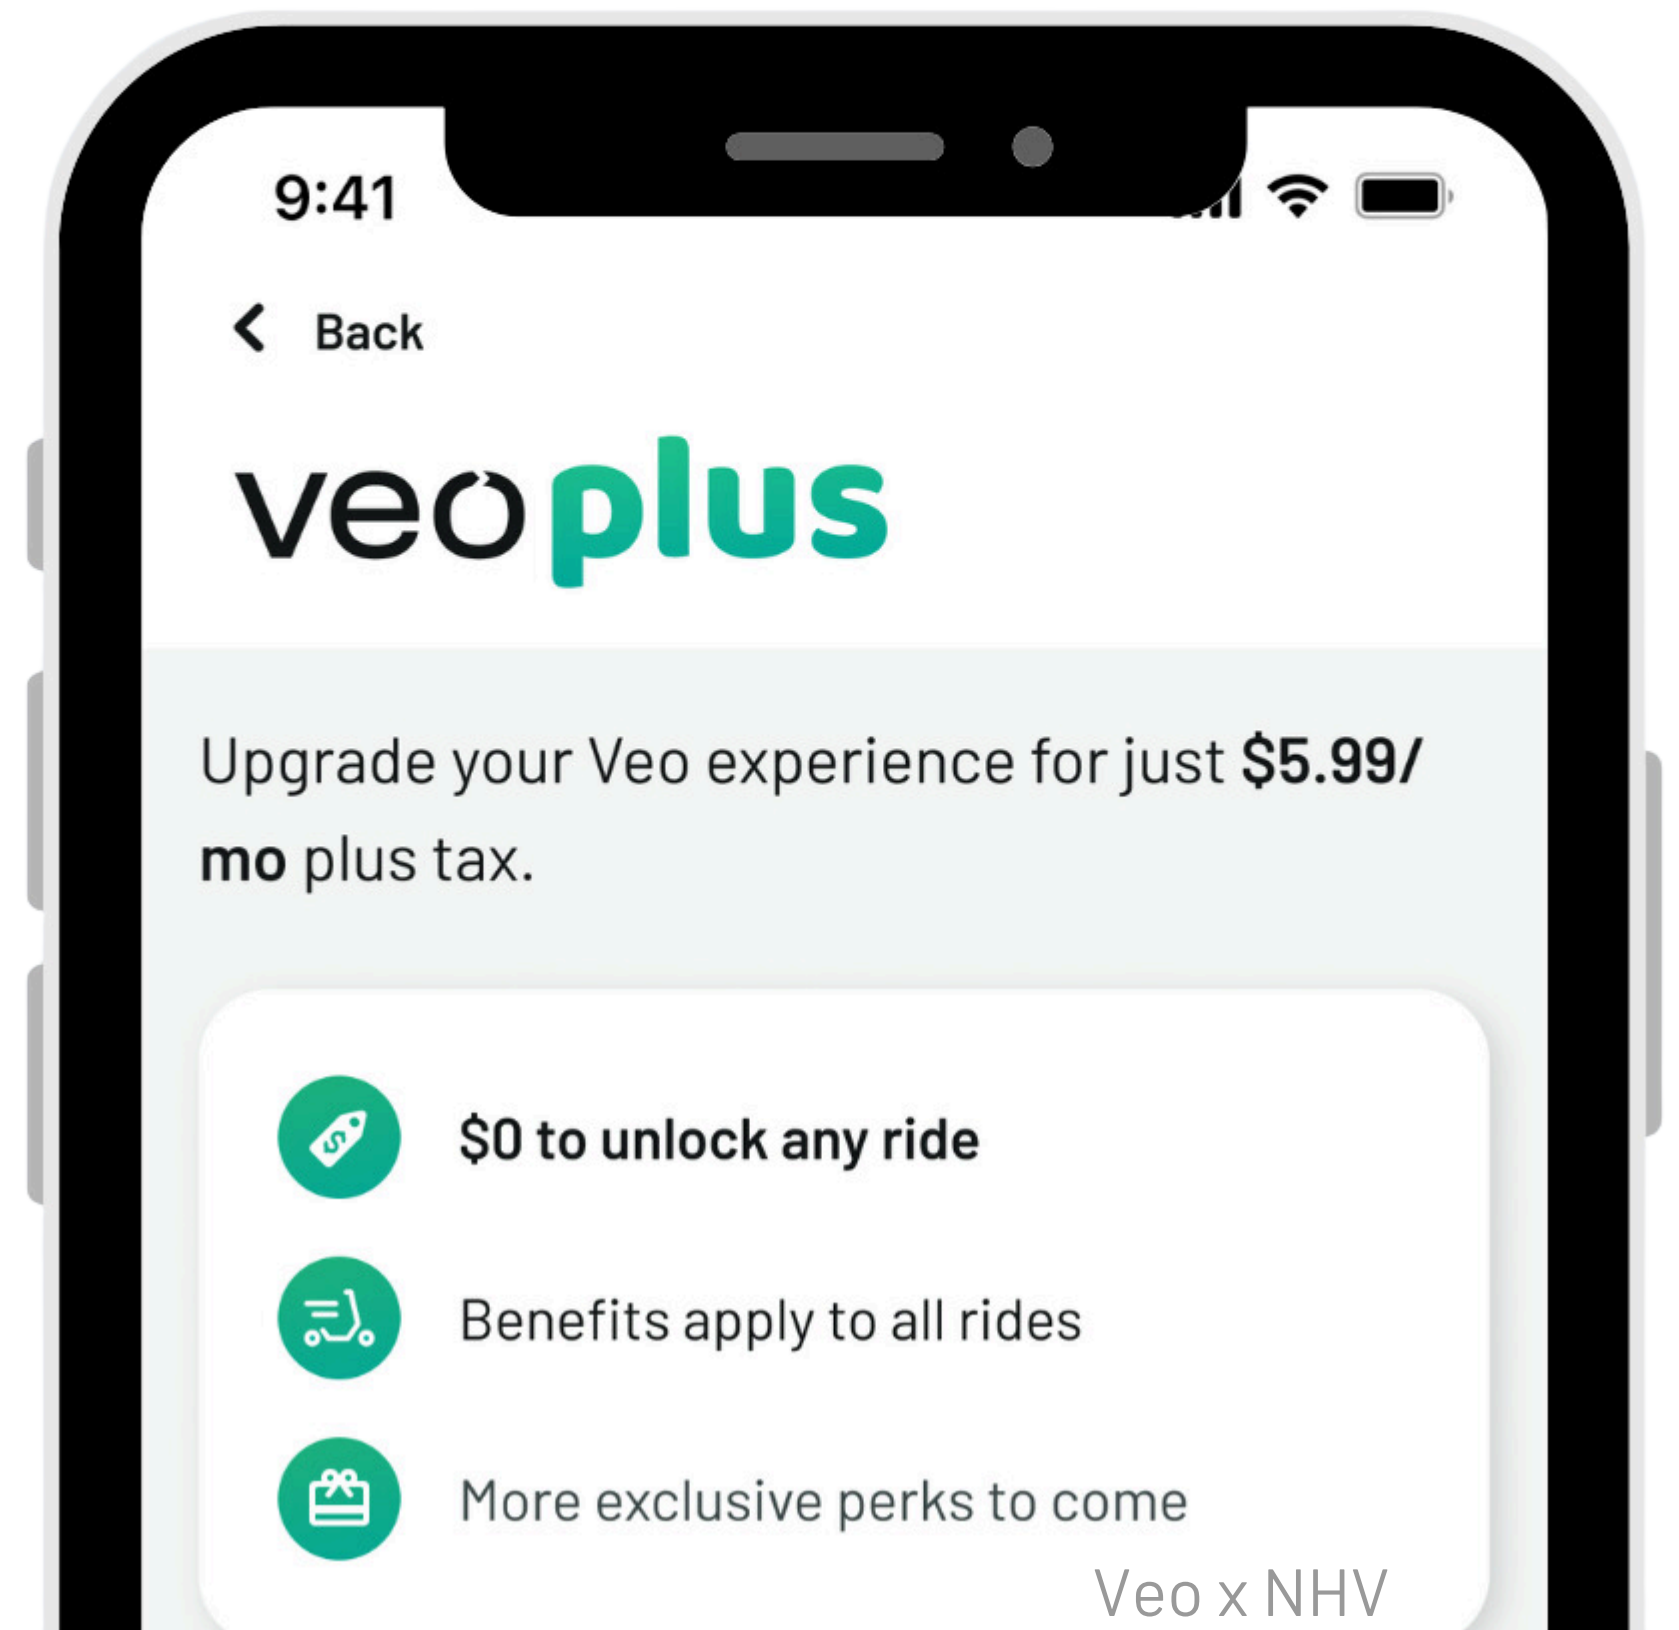 9:41
Back
veo plus
Upgrade your Veo experience for just $5.99/
mo plus tax.
$0 to unlock any ride
Benefits apply to all rides
More exclusive perks to come
Veo x NHV